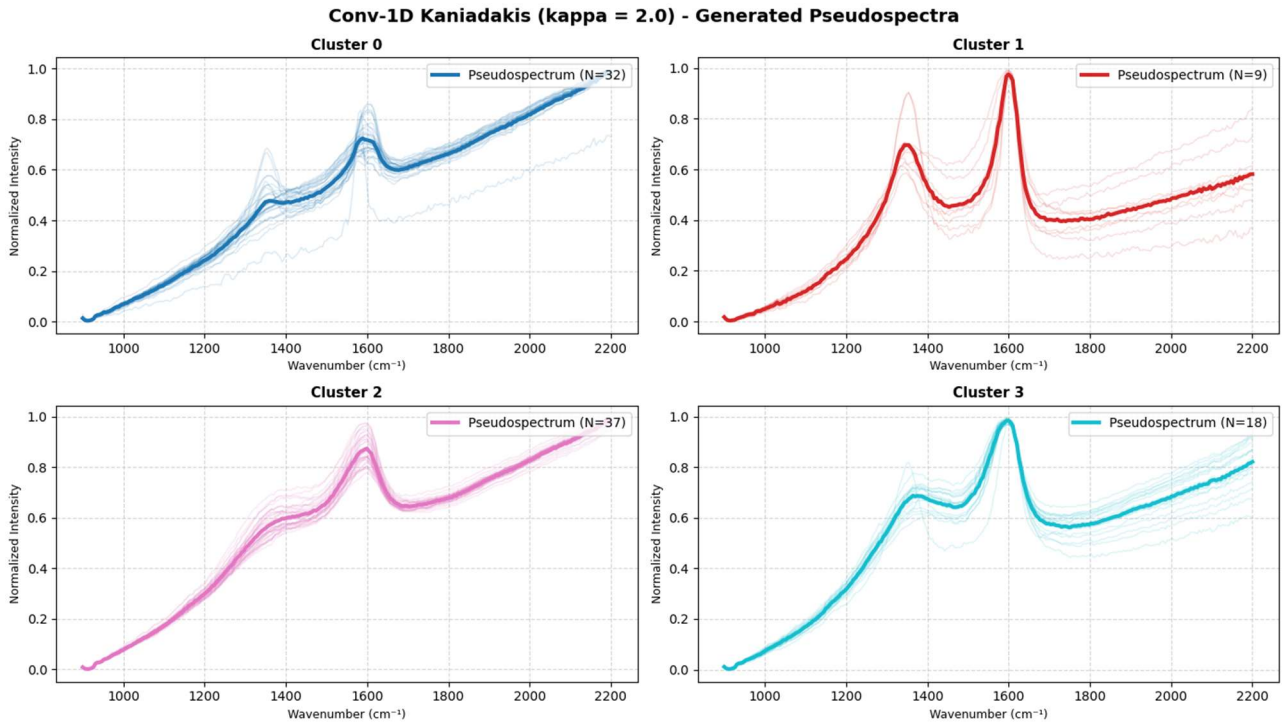 Conv-1D Kaniadakis (kappa = 2.0) - Generated Pseudospectra
Cluster 0
Normalized Intensity
1.0
0.8
0.6
0.4
0.2
0.0
Pseudospectrum (N=32)
1000 1200 1400 1600 1800 2000 2200
Wavenumber (cm⁻¹)
Cluster 1
Normalized Intensity
1.0
0.8
0.6
0.4
0.2
0.0
Pseudospectrum (N=9)
1000 1200 1400 1600 1800 2000 2200
Wavenumber (cm⁻¹)
Cluster 2
Normalized Intensity
1.0
0.8
0.6
0.4
0.2
0.0
Pseudospectrum (N=37)
1000 1200 1400 1600 1800 2000 2200
Wavenumber (cm⁻¹)
Cluster 3
Normalized Intensity
1.0
0.8
0.6
0.4
0.2
0.0
Pseudospectrum (N=18)
1000 1200 1400 1600 1800 2000 2200
Wavenumber (cm⁻¹)